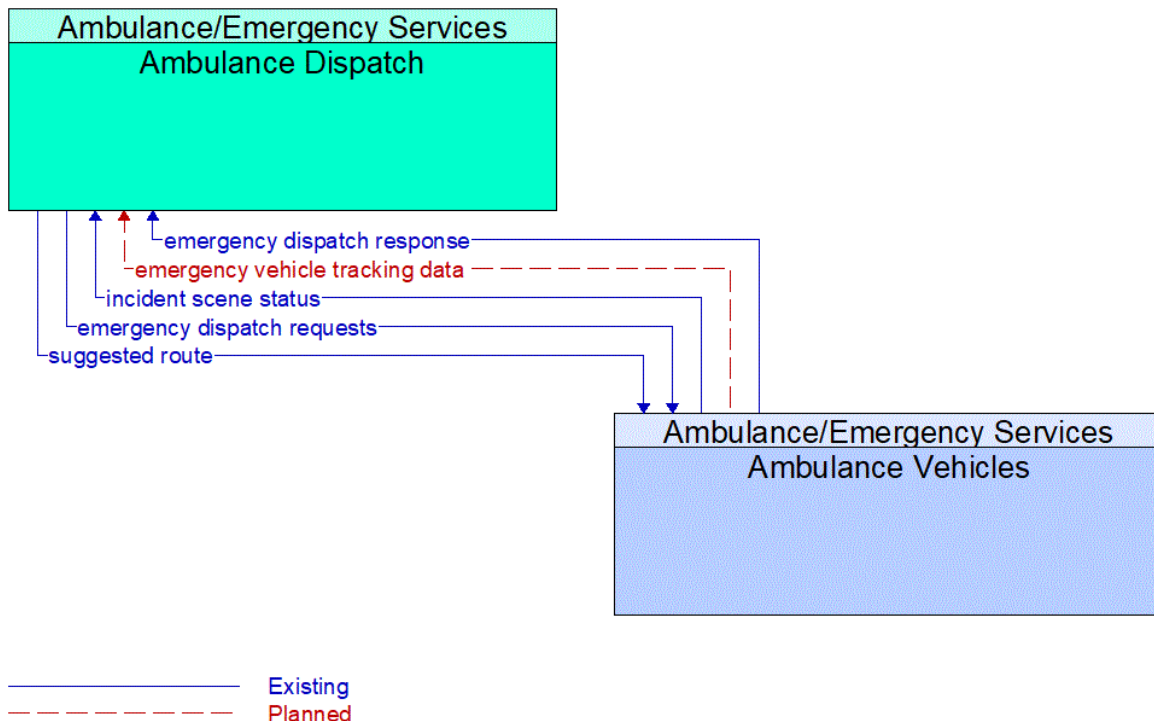 Ambulance/Emergency Services
Ambulance Dispatch
emergency dispatch response
emergency vehicle tracking data
incident scene status
emergency dispatch requests
suggested route
Ambulance/Emergency Services
Ambulance Vehicles
Existing
Planned